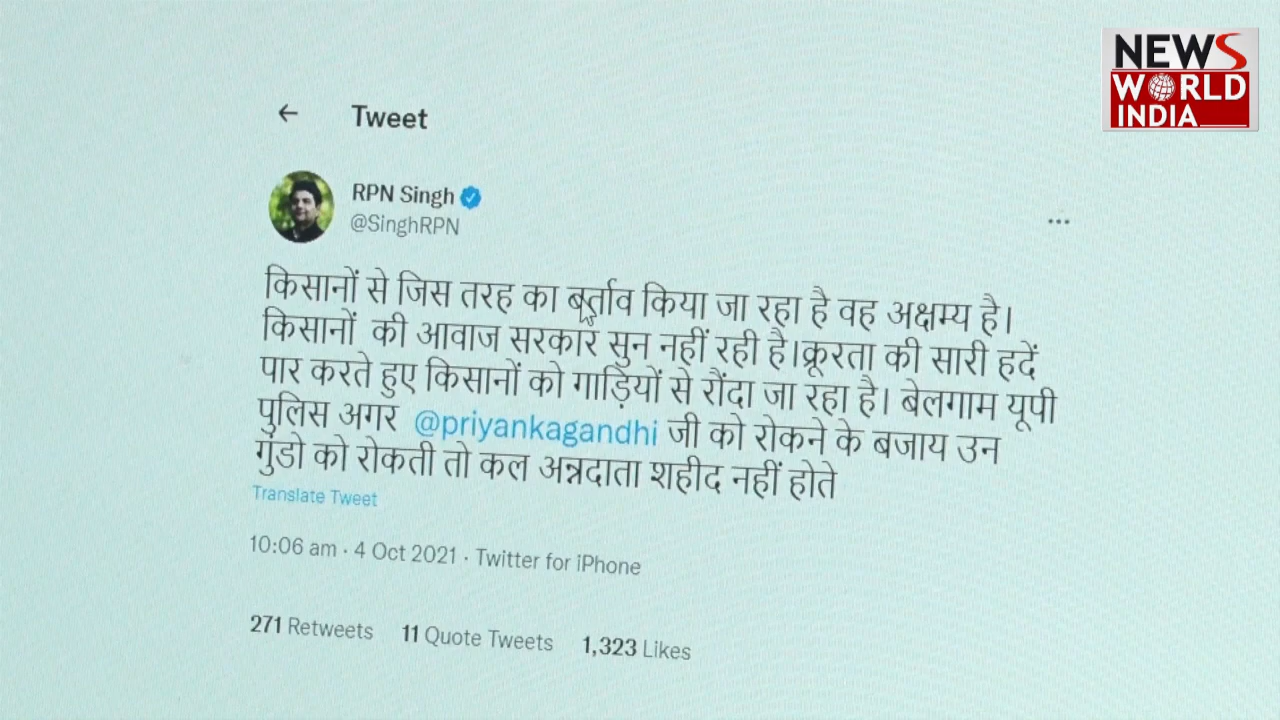 NEWS
WORLD
INDIA
← Tweet
RPN Singh
@SinghRPN
...
किसानों से जिस तरह का बर्ताव किया जा रहा है वह अक्षम्य है।
किसानों की आवाज सरकार सुन नहीं रही है।क्रूरता की सारी हदें
पार करते हुए किसानों को गाड़ियों से रौंदा जा रहा है। बेलगाम यूपी
पुलिस अगर @priyankagandhi जी को रोकने के बजाय उन
गुंडो को रोकती तो कल अन्नदाता शहीद नहीं होते
Translate Tweet
10:06 am · 4 Oct 2021 · Twitter for iPhone
271 Retweets 11 Quote Tweets 1,323 Likes